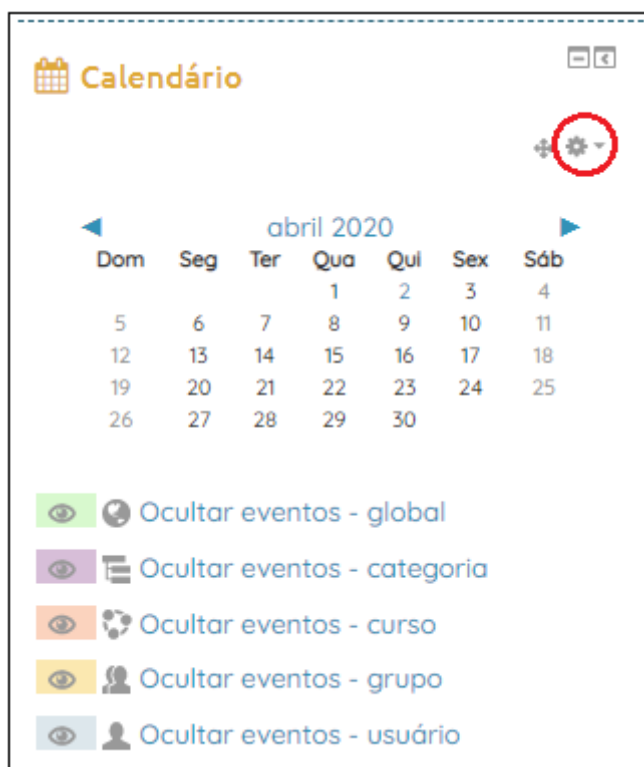 Calendário
abril 2020
Dom Seg Ter Qua Qui Sex Sáb
1 2 3 4
5 6 7 8 9 10 11
12 13 14 15 16 17 18
19 20 21 22 23 24 25
26 27 28 29 30
Ocultar eventos - global
Ocultar eventos - categoria
Ocultar eventos - curso
Ocultar eventos - grupo
Ocultar eventos - usuário